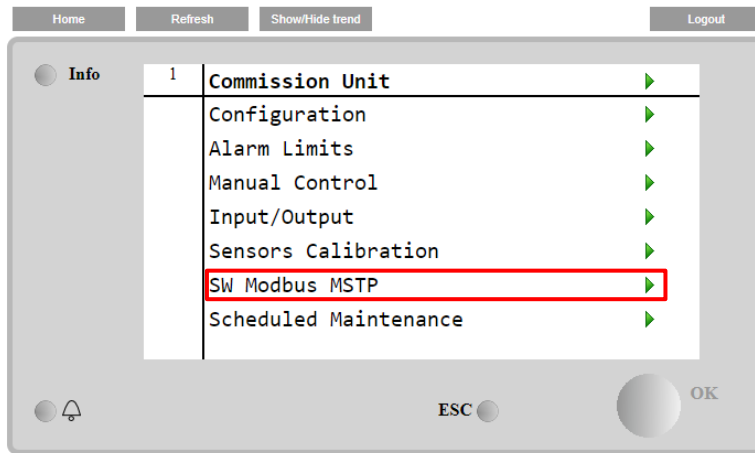 Home Refresh Show/Hide trend Logout
Info
1 Commission Unit
Configuration
Alarm Limits
Manual Control
Input/Output
Sensors Calibration
SW Modbus MSTP
Scheduled Maintenance
ESC OK